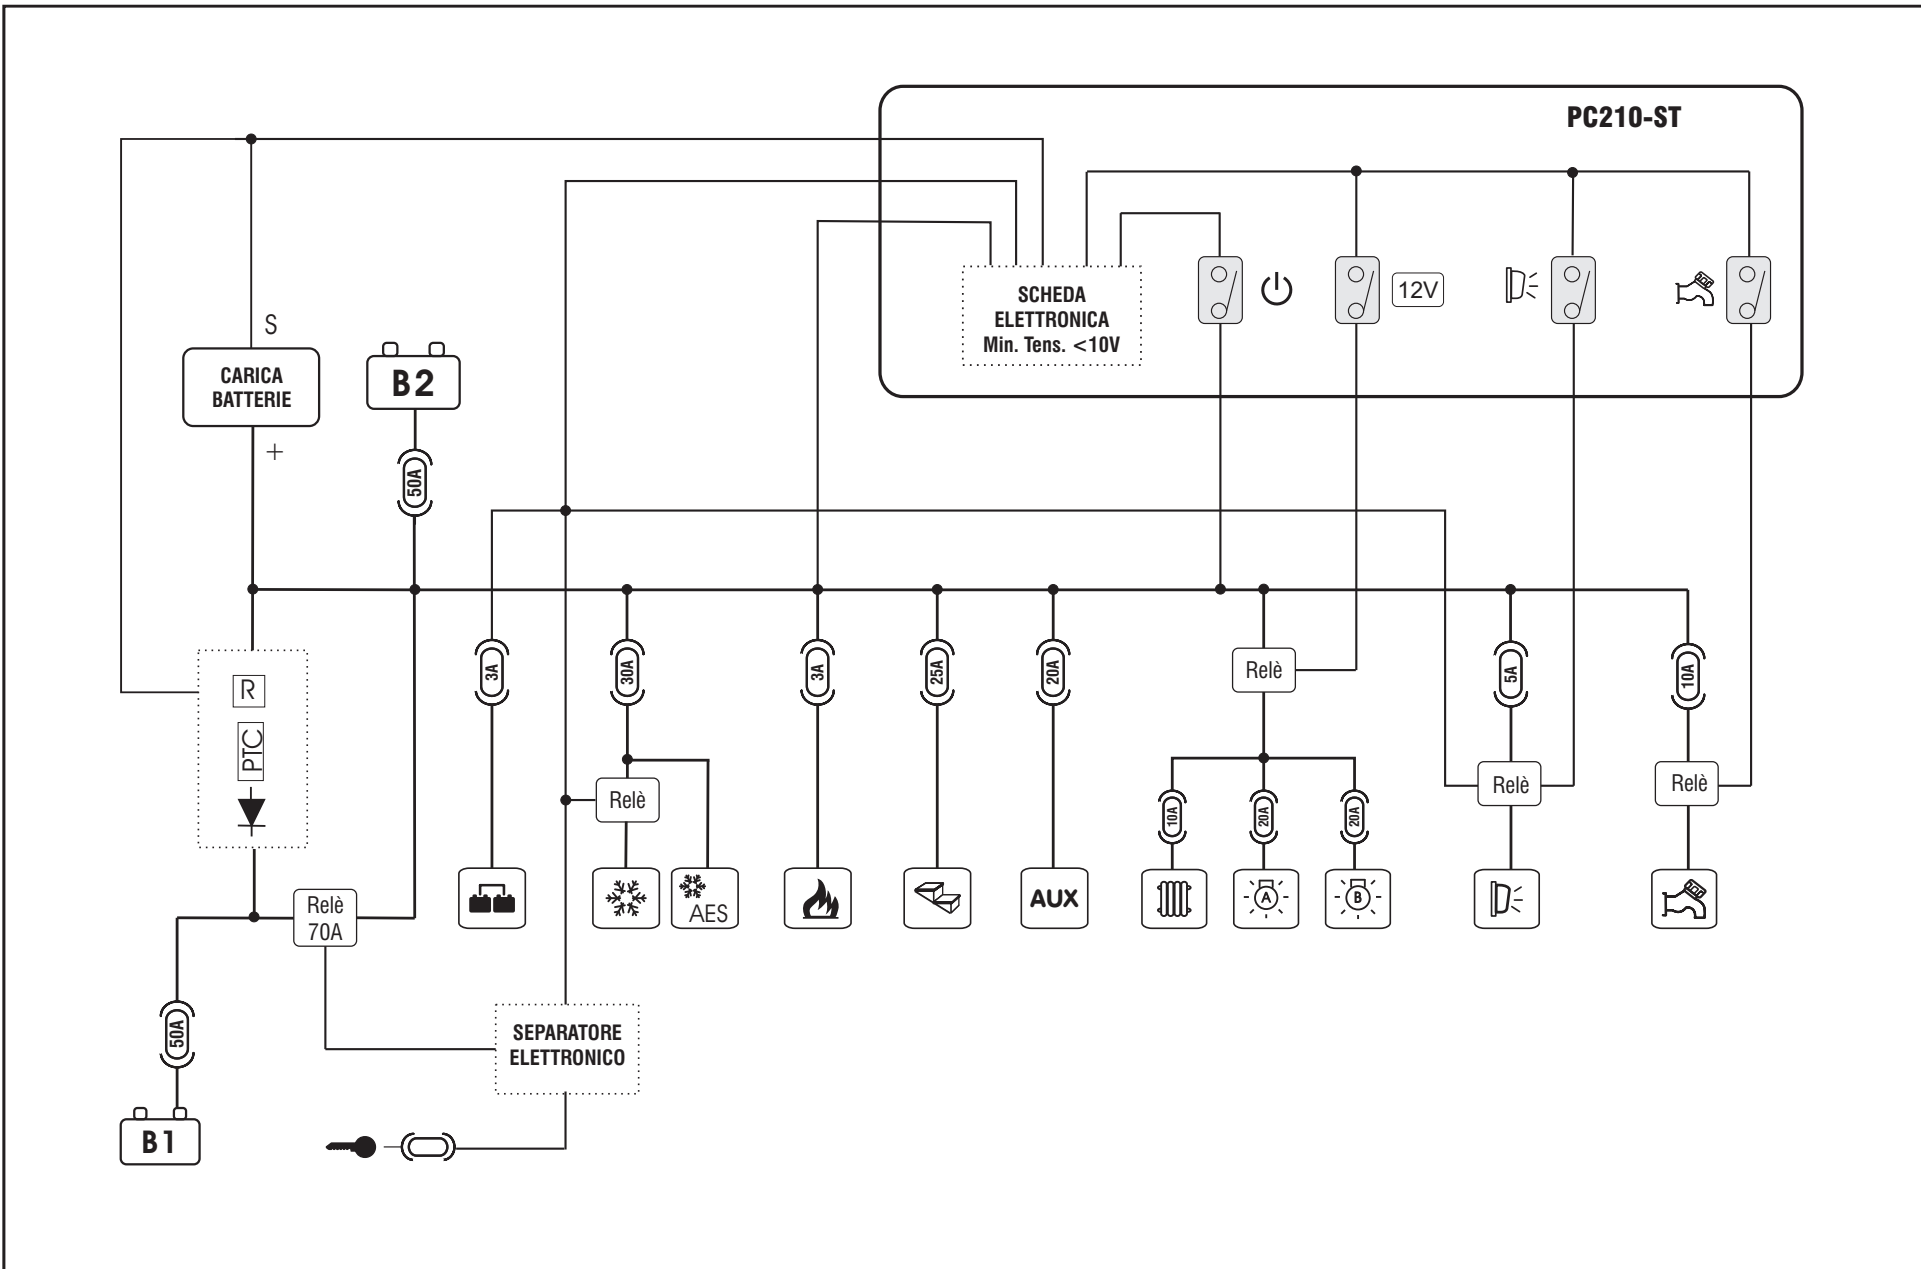 PC210-ST
SCHEDA
ELETTRONICA
Min. Tens. <10V
12V
S
CARICA
BATTERIE
+
B2
50A
3A
30A
3A
25A
20A
Relè
5A
10A
R
PTC
Relè
Relè
Relè
10A
20A
20A
AES
AUX
A
B
Relè
70A
50A
SEPARATORE
ELETTRONICO
B1